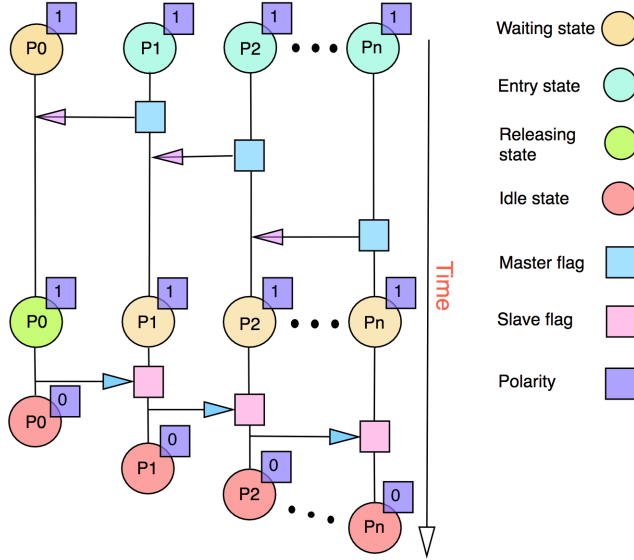 1 1 1 1
P0 P1 P2 Pn
Waiting state
Entry state
Releasing
state
Idle state
Time
Master flag
Slave flag
Polarity
1 1 1 1
P0 P1 P2 Pn
0
P0
0
P1
0
P2
0
Pn